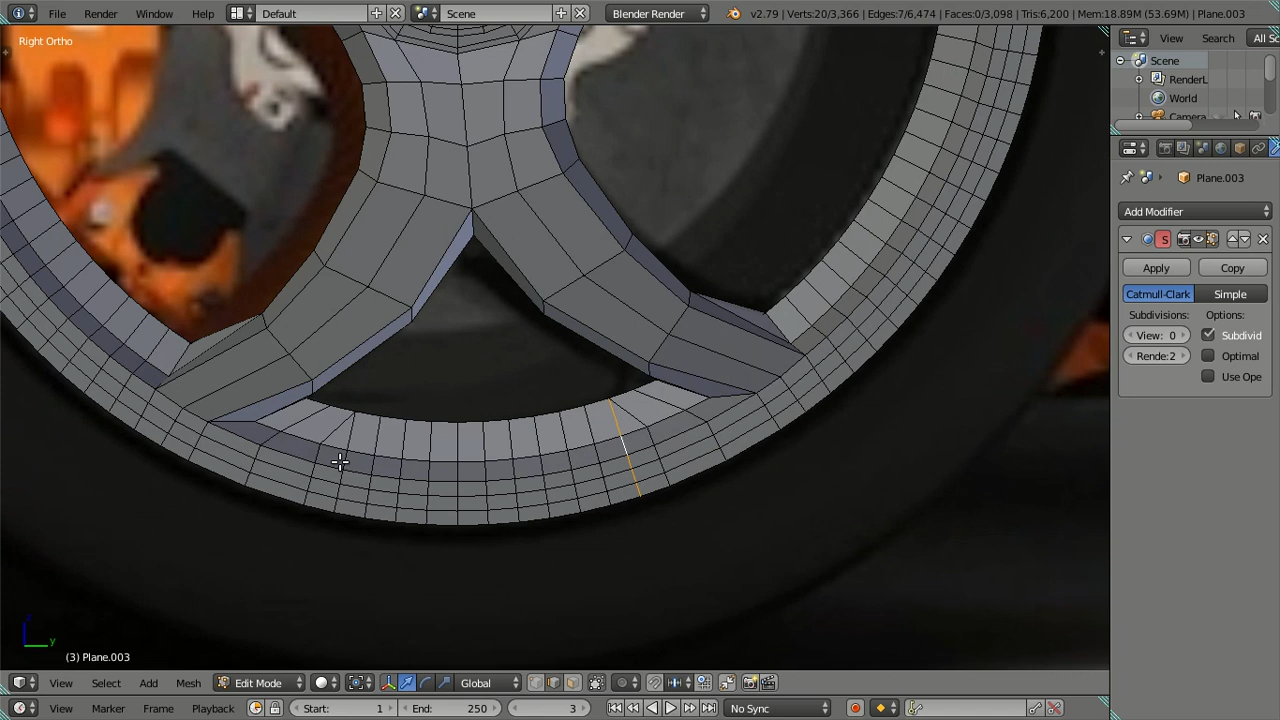 File Render Window Help Default Scene Blender Render v2.79 | Verts:20/3,366 | Edges:7/6,474 | Faces:0/3,098 | Tris:6,200 | Mem:18.89M (53.69M) | Plane.003
Right Ortho
View Search All Sc
Scene
RenderL
World
Camera
Plane.003
Add Modifier
S
Apply Copy
Catmull-Clark Simple
Subdivisions: Options:
View: 0 Subdivid
Rende:2 Optimal
Use Ope
z
y
(3) Plane.003
View Select Add Mesh Edit Mode Global
View Marker Frame Playback Start: 1 End: 250 3 No Sync